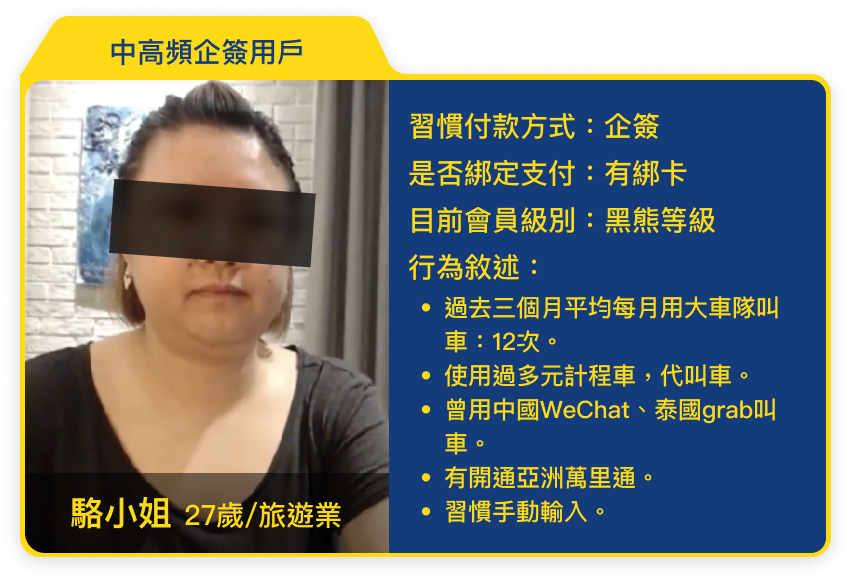 中高頻企簽用戶
習慣付款方式：企簽
是否綁定支付：有綁卡
目前會員級別：黑熊等級
行為敘述：
• 過去三個月平均每月用大車隊叫
車：12次。
• 使用過多元計程車，代叫車。
• 曾用中國WeChat、泰國grab叫
車。
• 有開通亞洲萬里通。
• 習慣手動輸入。
駱小姐 27歲/旅遊業